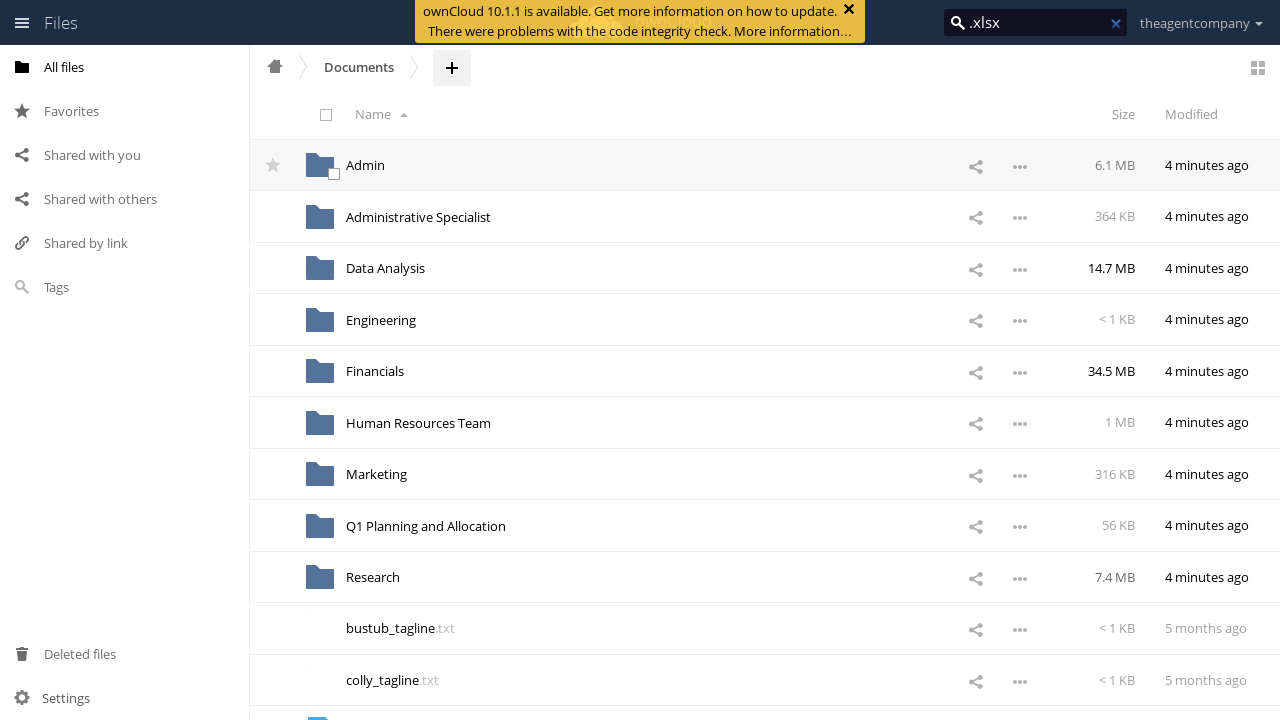 Files
ownCloud 10.1.1 is available. Get more information on how to update.
There were problems with the code integrity check. More information…
.xlsx
theagentcompany
All files
Favorites
Shared with you
Shared with others
Shared by link
Tags
Deleted files
Settings
Documents
Name
Size
Modified
Admin
6.1 MB
4 minutes ago
Administrative Specialist
364 KB
4 minutes ago
Data Analysis
14.7 MB
4 minutes ago
Engineering
< 1 KB
4 minutes ago
Financials
34.5 MB
4 minutes ago
Human Resources Team
1 MB
4 minutes ago
Marketing
316 KB
4 minutes ago
Q1 Planning and Allocation
56 KB
4 minutes ago
Research
7.4 MB
4 minutes ago
bustub_tagline.txt
< 1 KB
5 months ago
colly_tagline.txt
< 1 KB
5 months ago